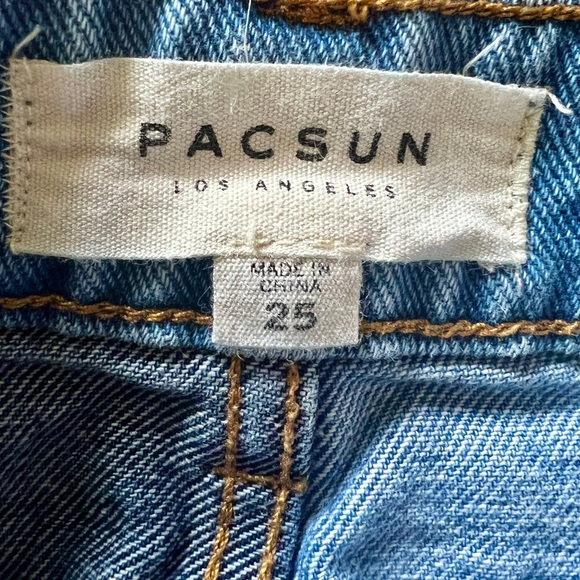 PACSUN
LOS ANGELES
MADE IN
CHINA
25